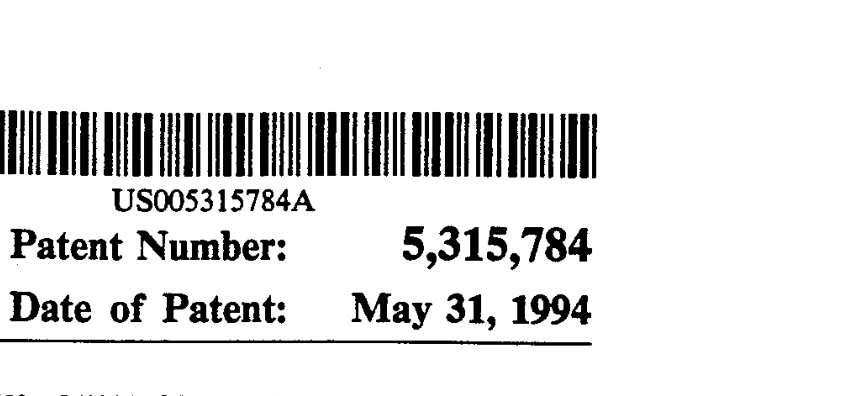 US005315784A
Patent Number: 5,315,784
Date of Patent: May 31, 1994